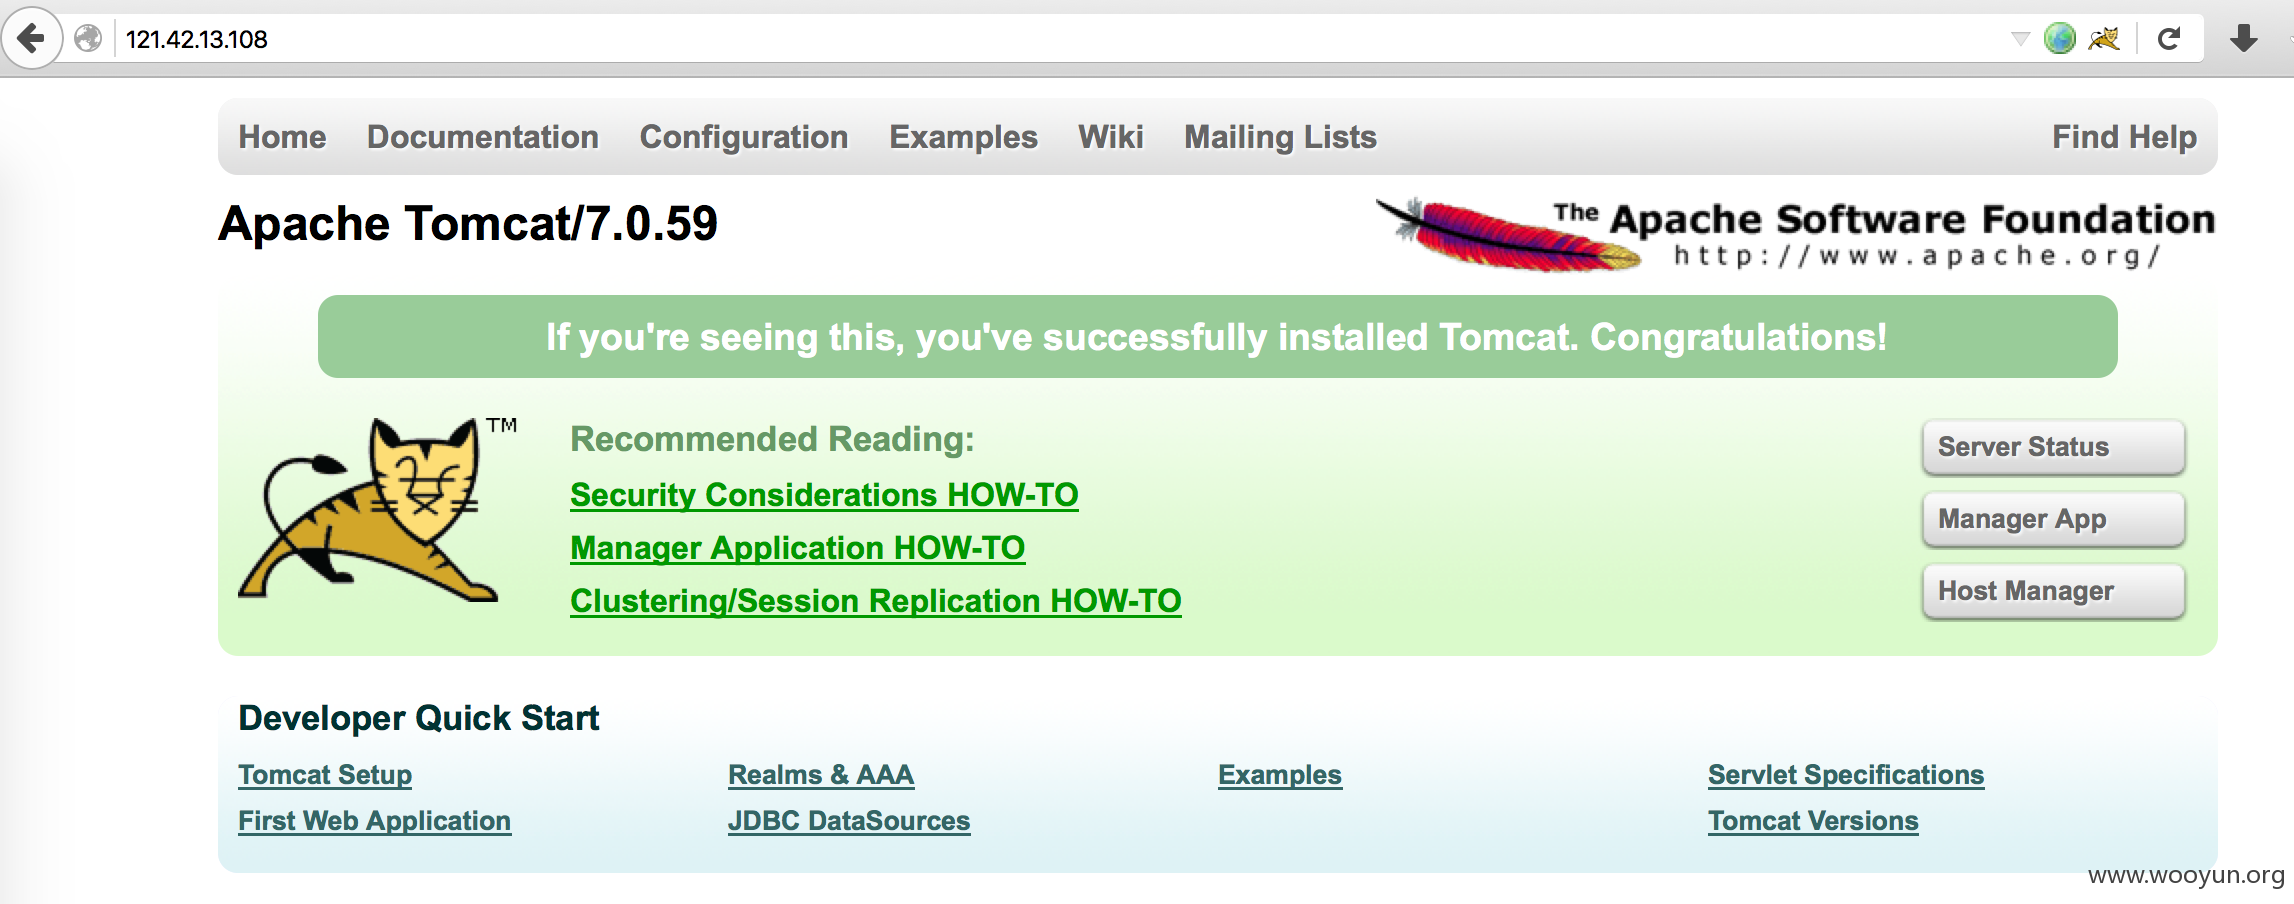 121.42.13.108
Home Documentation Configuration Examples Wiki Mailing Lists Find Help
Apache Tomcat/7.0.59
The Apache Software Foundation
http://www.apache.org/
If you're seeing this, you've successfully installed Tomcat. Congratulations!
TM
Recommended Reading:
Security Considerations HOW-TO
Manager Application HOW-TO
Clustering/Session Replication HOW-TO
Server Status
Manager App
Host Manager
Developer Quick Start
Tomcat Setup Realms & AAA Examples Servlet Specifications
First Web Application JDBC DataSources Tomcat Versions
www.wooyun.org